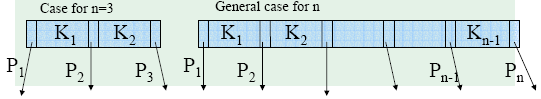 Case for n=3
General case for n
K1 K2
K1 K2 Kn-1
P1 P2 P3
P1 P2 Pn-1 Pn